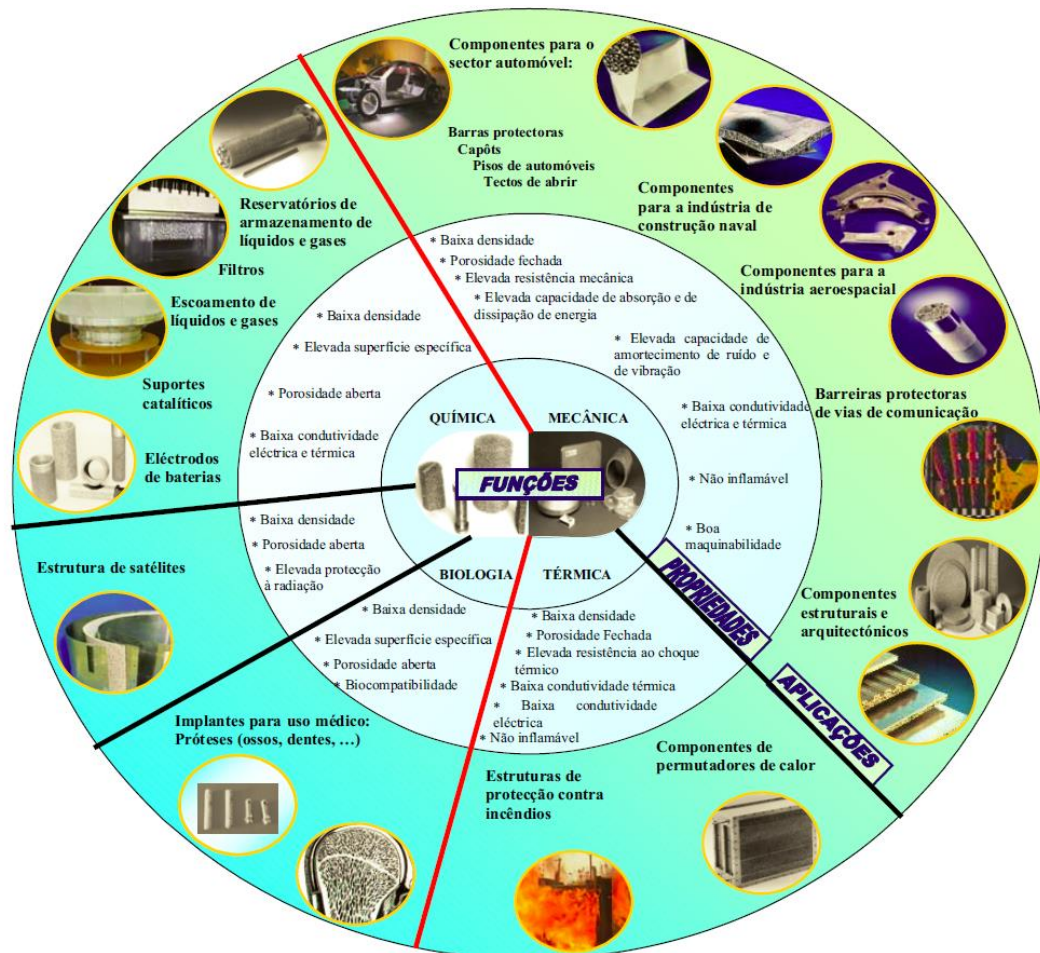 Componentes para o
sector automóvel:
Barras protectoras
Capôts
Pisos de automóveis
Tectos de abrir
Componentes
para a indústria de
construção naval
Componentes para a
indústria aeroespacial
Barreiras protectoras
de vias de comunicação
Componentes
estruturais e
arquitectónicos
Reservatórios de
armazenamento de
líquidos e gases
Filtros
Escoamento de
líquidos e gases
Suportes
catalíticos
Eléctrodos
de baterias
Estrutura de satélites
Implantes para uso médico:
Próteses (ossos, dentes, ...)
Estruturas de
protecção contra
incêndios
Componentes de
permutadores de calor
* Baixa densidade
* Porosidade fechada
* Elevada resistência mecânica
* Elevada capacidade de absorção e de
dissipação de energia
* Elevada capacidade de
amortecimento de ruído e
de vibração
* Baixa condutividade
eléctrica e térmica
* Não inflamável
* Boa
maquinabilidade
* Baixa densidade
* Elevada superfície específica
* Porosidade aberta
* Baixa condutividade
eléctrica e térmica
* Baixa densidade
* Porosidade aberta
* Elevada protecção
à radiação
* Baixa densidade
* Elevada superfície específica
* Porosidade aberta
* Biocompatibilidade
* Baixa densidade
* Porosidade Fechada
* Elevada resistência ao choque
térmico
* Baixa condutividade térmica
* Baixa condutividade
eléctrica
* Não inflamável
QUÍMICA
MECÂNICA
FUNÇÕES
BIOLOGIA
TÉRMICA
PROPRIEDADES
APLICAÇÕES